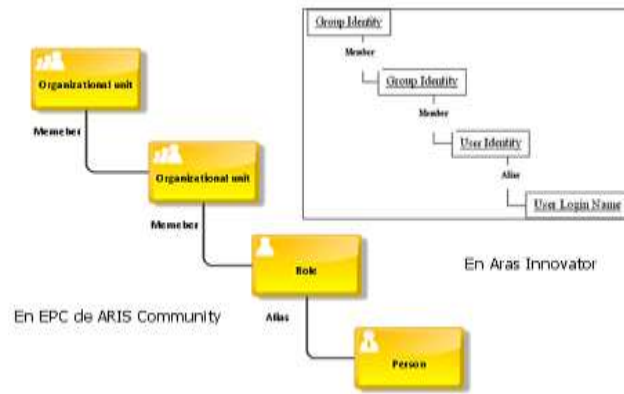 Group Identity
Member
Group Identity
Member
User Identity
Alias
User Login Name
En Aras Innovator
Organizational unit
Memeber
Organizational unit
Memeber
Role
Alias
Person
En EPC de ARIS Community